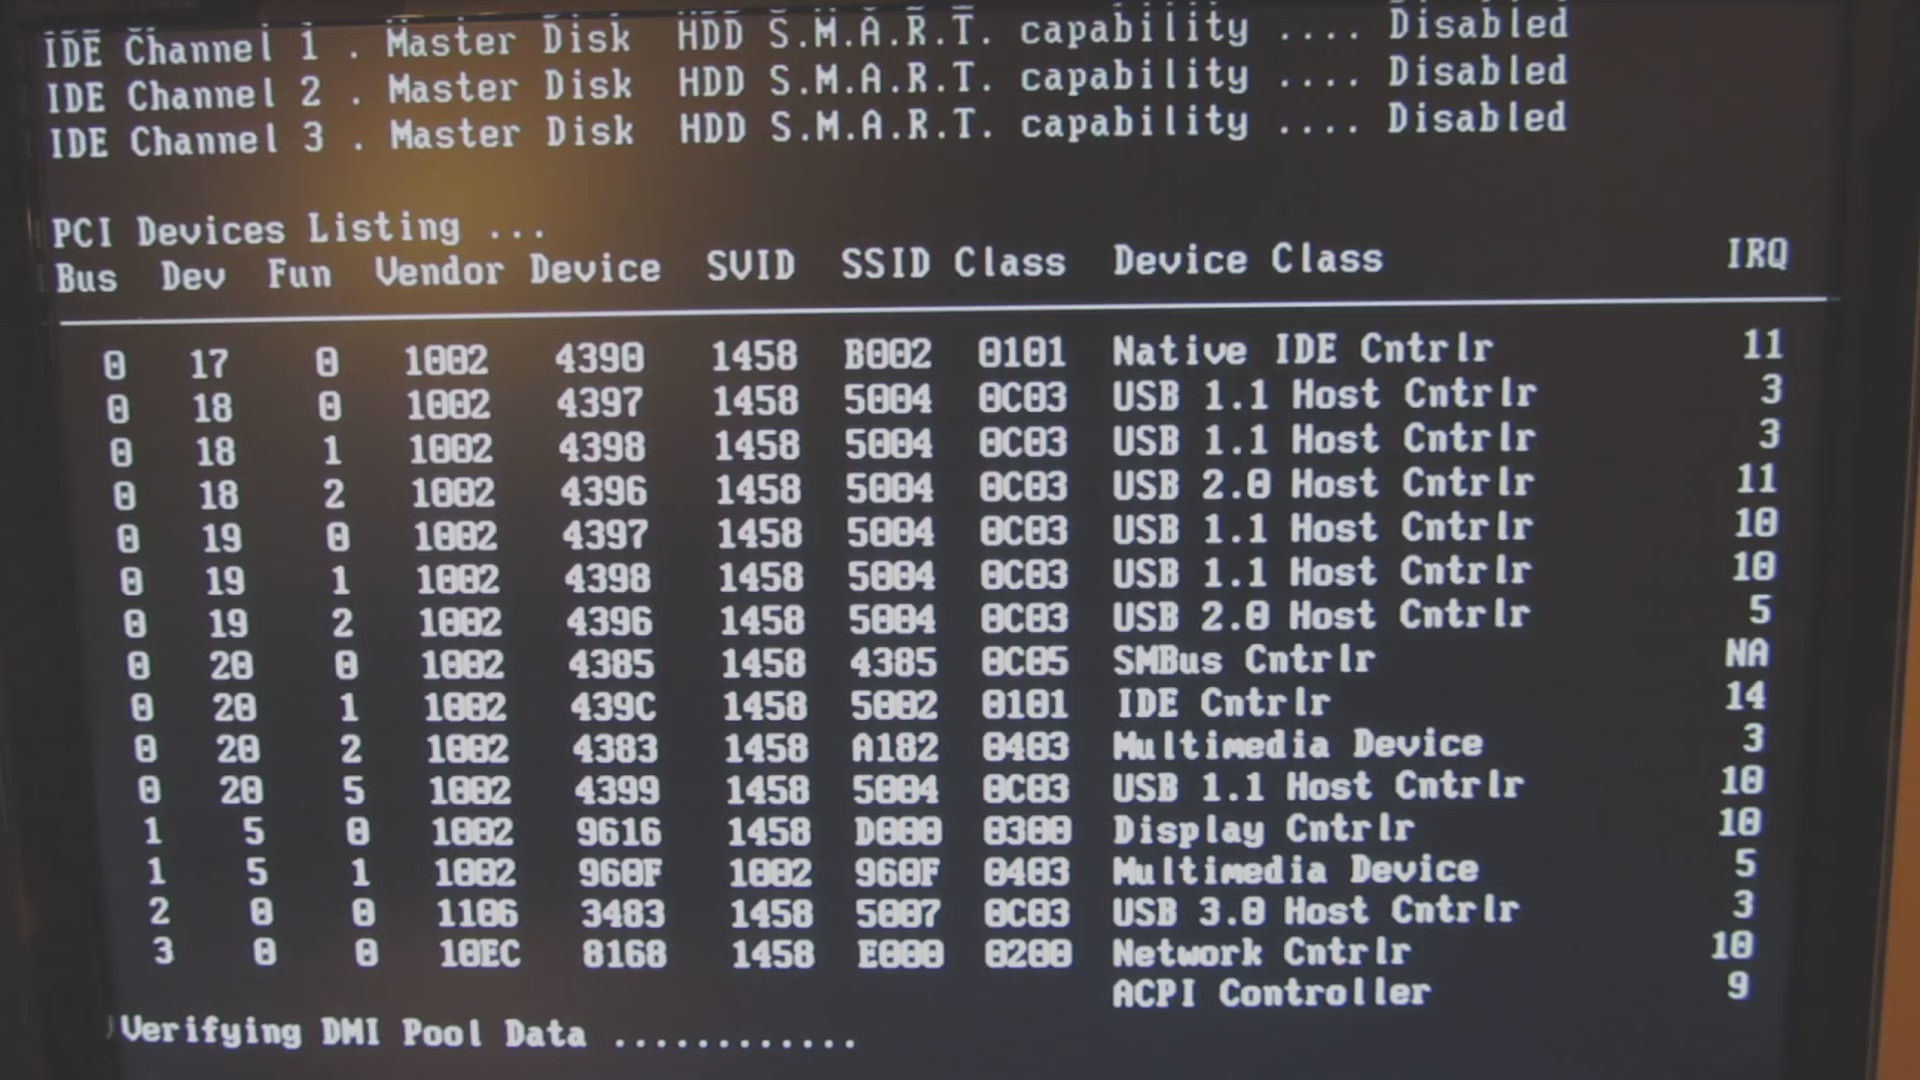 IDE Channel 1 . Master Disk HDD S.M.A.R.T. capability .... Disabled
IDE Channel 2 . Master Disk HDD S.M.A.R.T. capability .... Disabled
IDE Channel 3 . Master Disk HDD S.M.A.R.T. capability .... Disabled
PCI Devices Listing ...
Bus Dev Fun Vendor Device SVID SSID Class Device Class IRQ
0 17 0 1002 4390 1458 B002 0101 Native IDE Cntrlr 11
0 18 0 1002 4397 1458 5004 0C03 USB 1.1 Host Cntrlr 3
0 18 1 1002 4398 1458 5004 0C03 USB 1.1 Host Cntrlr 3
0 18 2 1002 4396 1458 5004 0C03 USB 2.0 Host Cntrlr 11
0 19 0 1002 4397 1458 5004 0C03 USB 1.1 Host Cntrlr 10
0 19 1 1002 4398 1458 5004 0C03 USB 1.1 Host Cntrlr 10
0 19 2 1002 4396 1458 5004 0C03 USB 2.0 Host Cntrlr 5
0 20 0 1002 4385 1458 4385 0C05 SMBus Cntrlr NA
0 20 1 1002 439C 1458 5002 0101 IDE Cntrlr 14
0 20 2 1002 4383 1458 A182 0403 Multimedia Device 3
0 20 5 1002 4399 1458 5004 0C03 USB 1.1 Host Cntrlr 10
1 5 0 1002 9616 1458 D000 0300 Display Cntrlr 10
1 5 1 1002 960F 1002 960F 0403 Multimedia Device 5
2 0 0 1106 3483 1458 5007 0C03 USB 3.0 Host Cntrlr 3
3 0 0 10EC 8168 1458 E000 0200 Network Cntrlr 10
ACPI Controller 9
Verifying DMI Pool Data ............